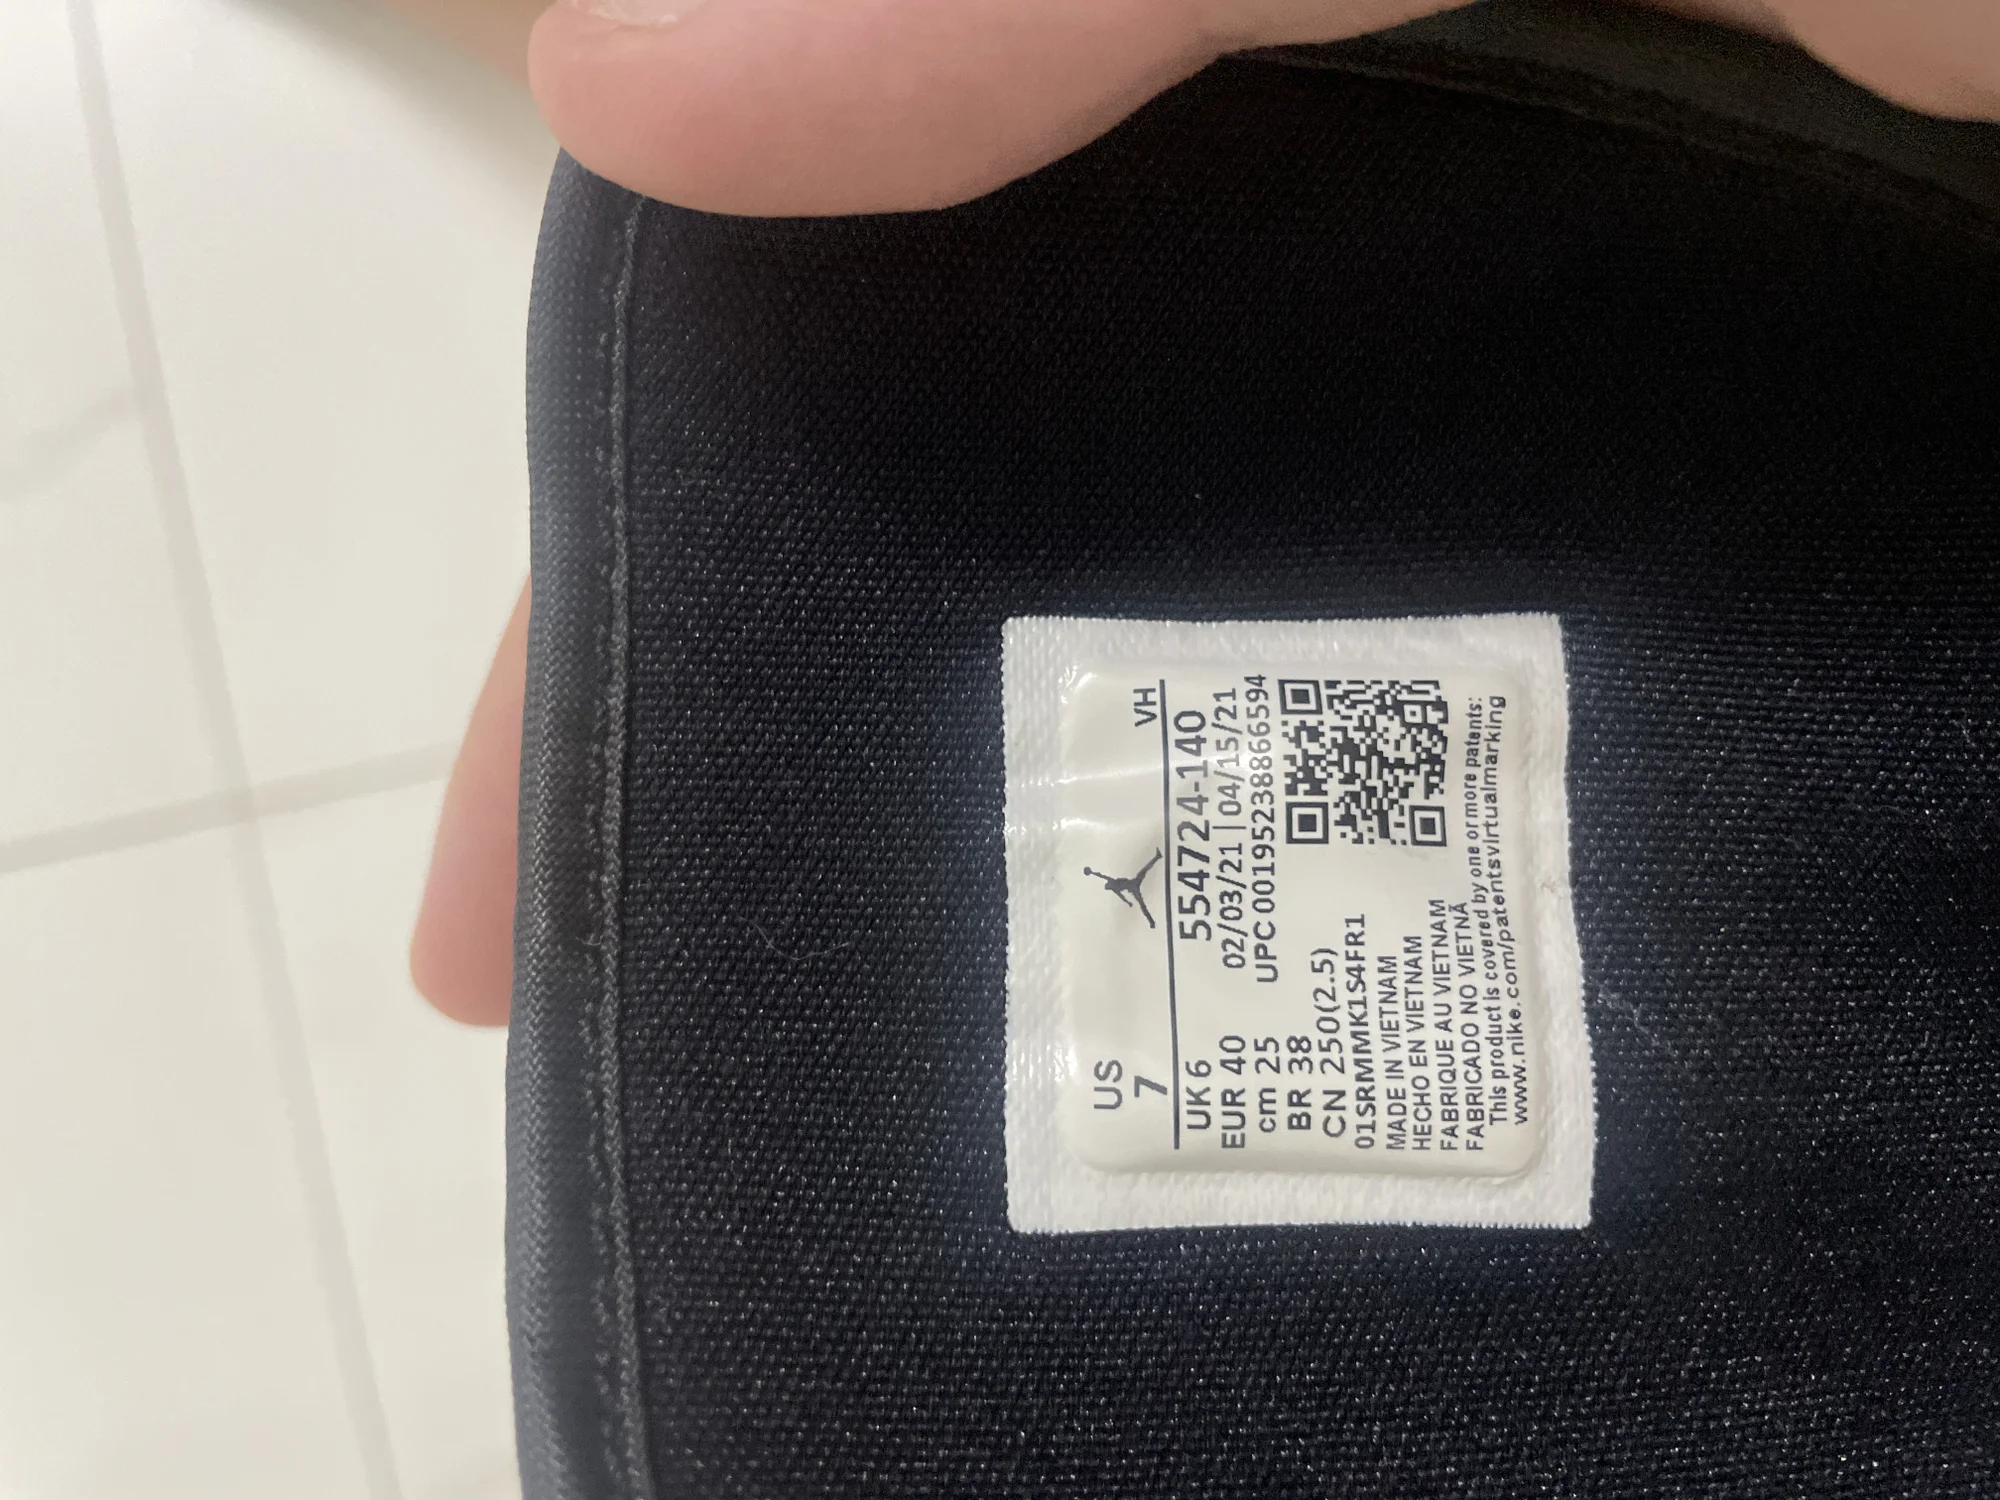 US
7
VH
UK 6
EUR 40
cm 25
BR 38
CN 250(2.5)
554724-140
02/03/21 | 04/15/21
UPC 00195238866594
01SRMMK1S4FR1
MADE IN VIETNAM
HECHO EN VIETNAM
FABRIQUE AU VIETNAM
FABRICADO NO VIETNÃ
This product is covered by one or more patents:
www.nike.com/patentsvirtualmarking